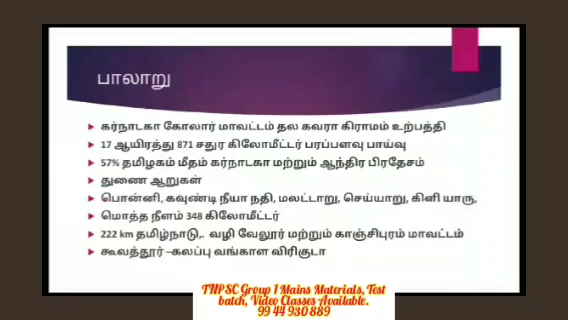 பாலாறு
கர்நாடகா கோலார் மாவட்டம் தல கவரா கிராமம் உற்பத்தி
17 ஆயிரத்து 871 சதுர கிலோமீட்டர் பரப்பளவு பாய்வு
57% தமிழகம் மீதம் கர்நாடகா மற்றும் ஆந்திர பிரதேசம்
துணை ஆறுகள்
பொன்னி, கவுண்டி நீயா நதி, மலட்டாறு, செய்யாறு, கிளி யாரு,
மொத்த நீளம் 348 கிலோமீட்டர்
222 km தமிழ்நாடு,. வழி வேலூர் மற்றும் காஞ்சிபுரம் மாவட்டம்
கூவத்தூர் –கலப்பு வங்காள விரிகுடா
TNPSC Group 1 Mains Materials, Test
batch, Video Classes Available.
99 44 930 889